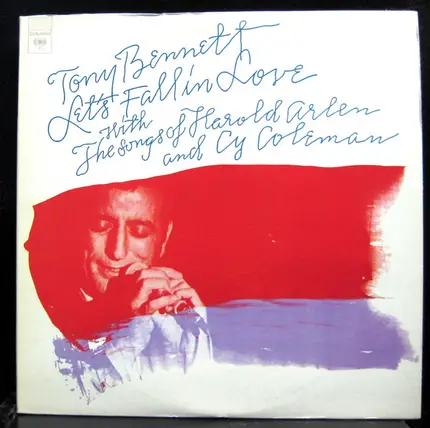 Tony Bennett
Let's Fall in Love
with
The Songs of Harold Arlen
and Cy Coleman